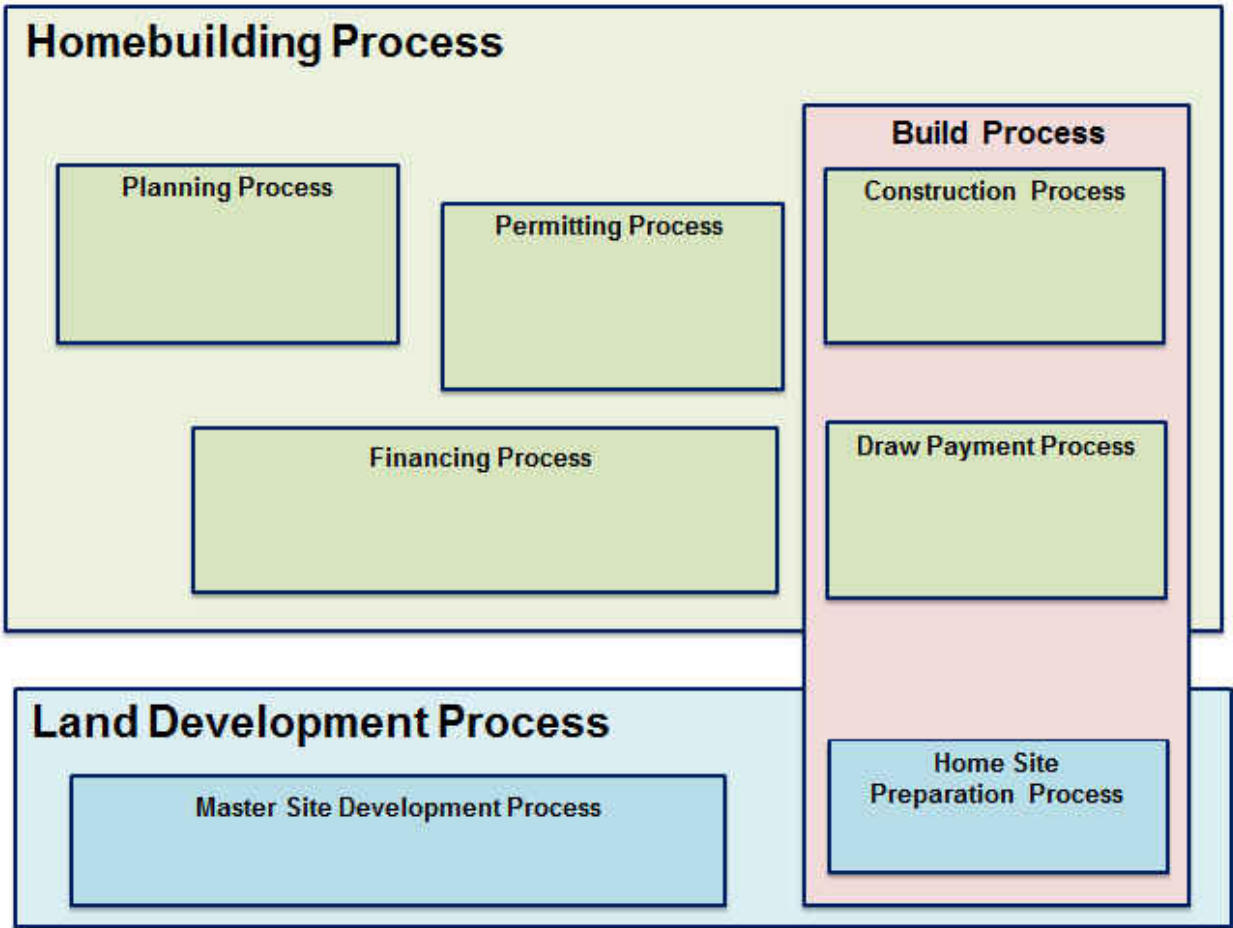 Homebuilding Process
Build Process
Planning Process
Construction Process
Permitting Process
Financing Process
Draw Payment Process
Land Development Process
Master Site Development Process
Home Site
Preparation Process